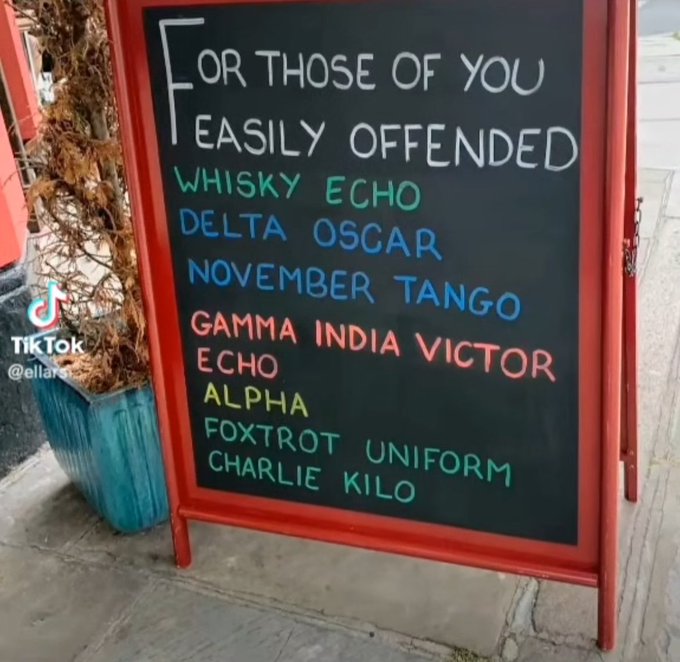 FOR THOSE OF YOU
EASILY OFFENDED
WHISKY ECHO
DELTA OSCAR
NOVEMBER TANGO
GAMMA INDIA VICTOR
ECHO
ALPHA
FOXTROT UNIFORM
CHARLIE KILO
TikTok